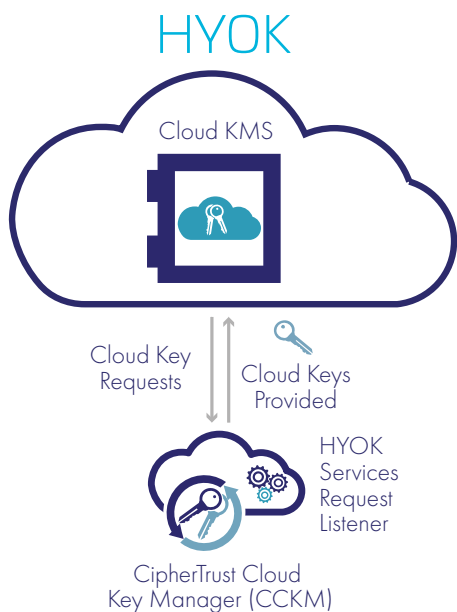 HYOK
Cloud KMS
Cloud Key
Requests
Cloud Keys
Provided
HYOK
Services
Request
Listener
CipherTrust Cloud
Key Manager (CCKM)